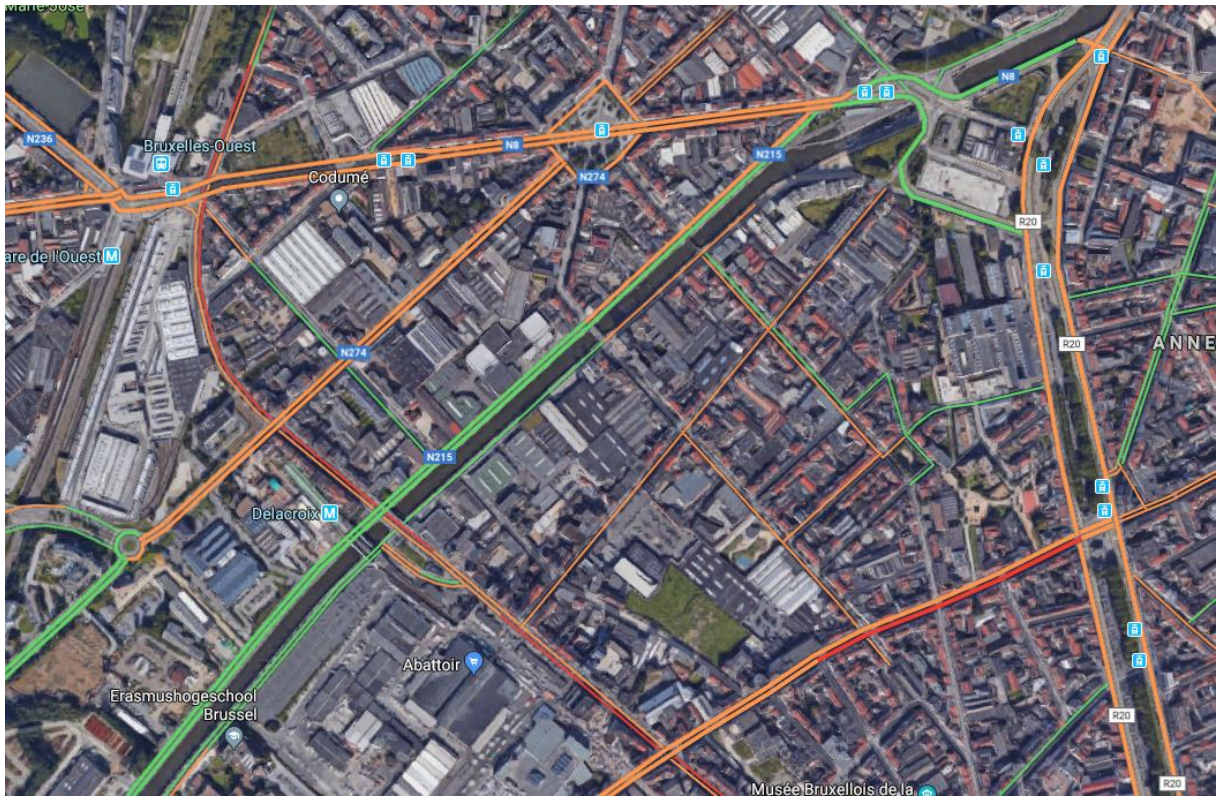 Marie-José
N8
N236
Bruxelles-Ouest
N8
N215
Codumé
N274
R20
are de l'Ouest
M
R20
ANNE
N274
N215
Delacroix
M
Abattoir
Erasmushogeschool
Brussel
R20
R20
Musée Bruxellois de la